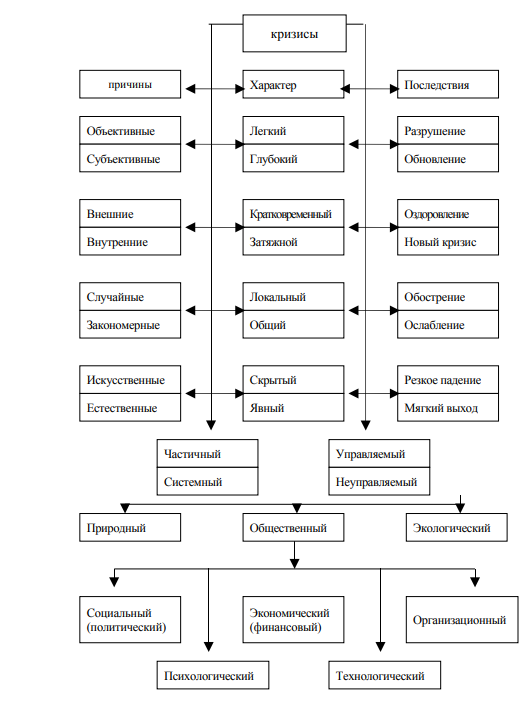 кризисы
причины
Характер
Последствия
Объективные
Легкий
Разрушение
Субъективные
Глубокий
Обновление
Внешние
Кратковременный
Оздоровление
Внутренние
Затяжной
Новый кризис
Случайные
Локальный
Обострение
Закономерные
Общий
Ослабление
Искусственные
Скрытый
Резкое падение
Естественные
Явный
Мягкий выход
Частичный
Управляемый
Системный
Неуправляемый
Природный
Общественный
Экологический
Социальный
(политический)
Экономический
(финансовый)
Организационный
Психологический
Технологический